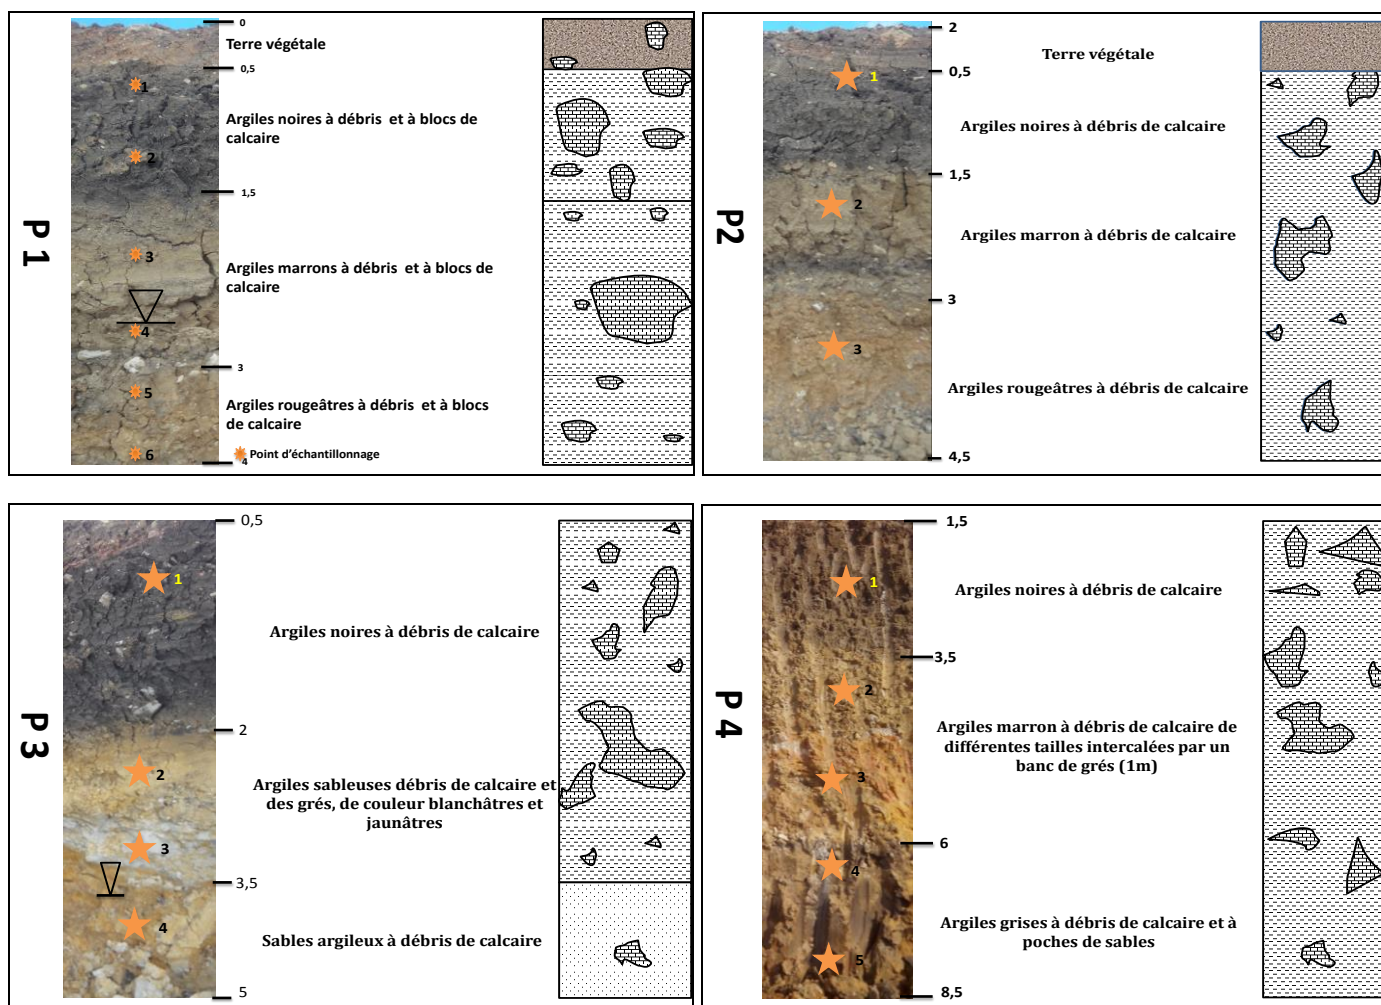 P 1
0
Terre végétale
0,5
1
Argiles noires à débris et à blocs de
calcaire
2
1,5
3
Argiles marrons à débris et à blocs de
calcaire
4
3
5
Argiles rougeâtres à débris et à blocs
de calcaire
6
Point d'échantillonnage
4
P2
2
Terre végétale
0,5
1
Argiles noires à débris de calcaire
1,5
2
Argiles marron à débris de calcaire
3
3
Argiles rougeâtres à débris de calcaire
4,5
P 3
0,5
1
Argiles noires à débris de calcaire
2
2
Argiles sableuses débris de calcaire et
des grés, de couleur blanchâtres et
jaunâtres
3
3,5
4
Sables argileux à débris de calcaire
5
P 4
1,5
1
Argiles noires à débris de calcaire
3,5
2
Argiles marron à débris de calcaire de
différentes tailles intercalées par un
banc de grés (1m)
3
6
4
Argiles grises à débris de calcaire et à
poches de sables
5
8,5